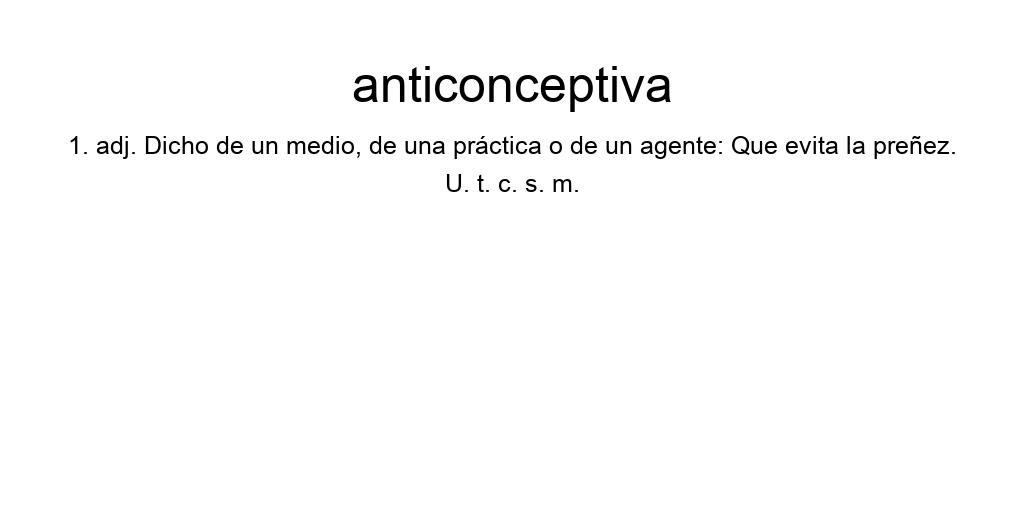 anticonceptiva
1. adj. Dicho de un medio, de una práctica o de un agente: Que evita la preñez.
U. t. c. s. m.